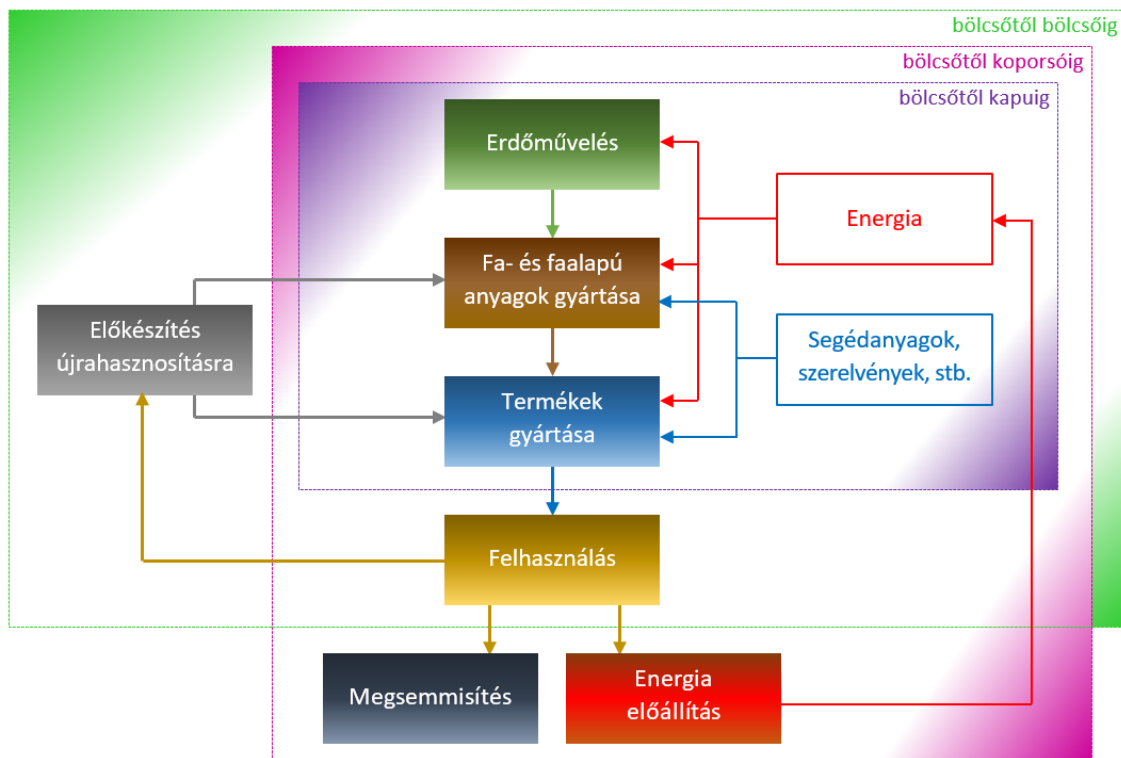 bölcsőtől bölcsőig
bölcsőtől koporsóig
bölcsőtől kapuig
Erdőművelés
Energia
Fa- és faalapú
anyagok gyártása
Előkészítés
újrahasznosításra
Segédanyagok,
szerelvények, stb.
Termékek
gyártása
Felhasználás
Megsemmisítés
Energia
előállítás